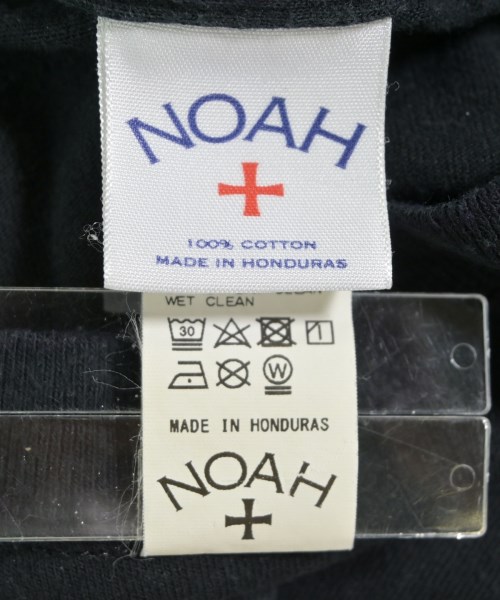 NOAH
100% COTTON
MADE IN HONDURAS
WET CLEAN
30
W
MADE IN HONDURAS
NOAH